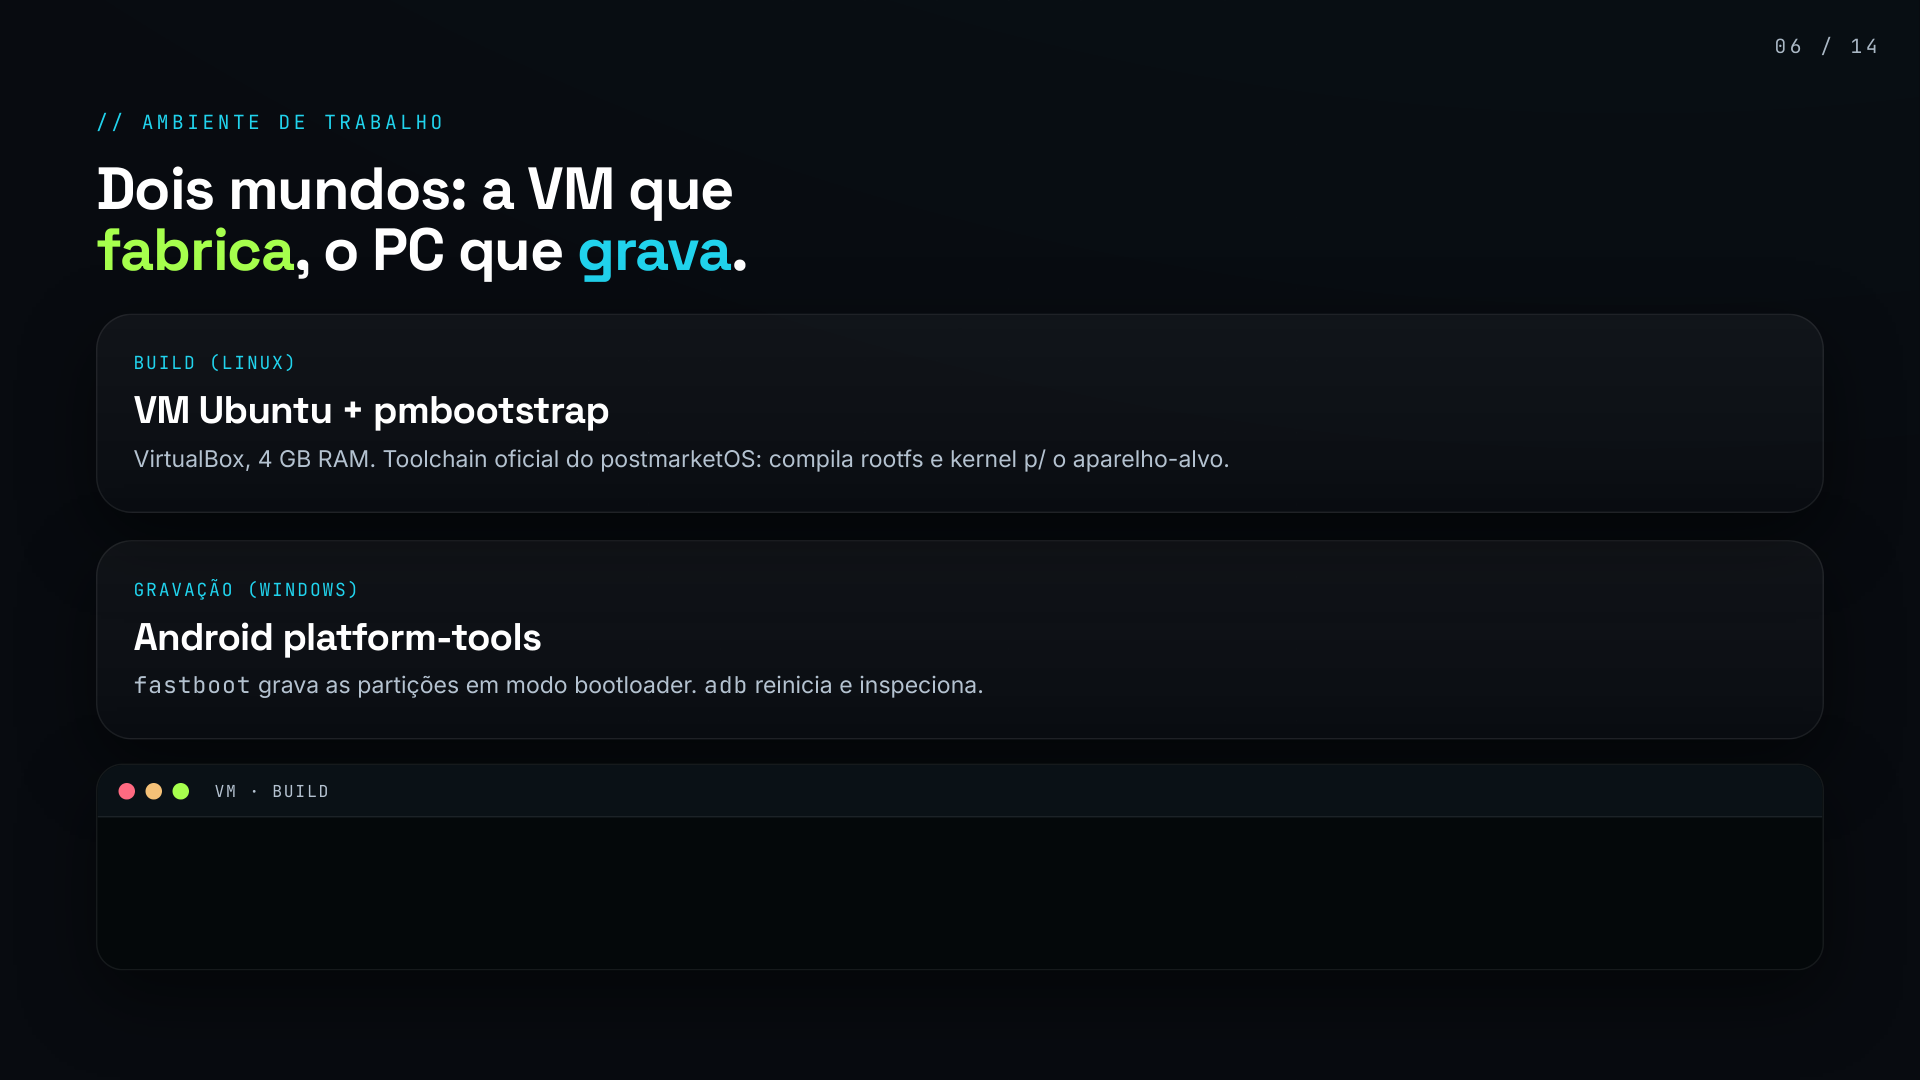 06 / 14
// AMBIENTE DE TRABALHO
Dois mundos: a VM que
fabrica, o PC que grava.
BUILD (LINUX)
VM Ubuntu + pmbootstrap
VirtualBox, 4 GB RAM. Toolchain oficial do postmarketOS: compila rootfs e kernel p/ o aparelho-alvo.
GRAVAÇÃO (WINDOWS)
Android platform-tools
fastboot grava as partições em modo bootloader. adb reinicia e inspeciona.
VM · BUILD